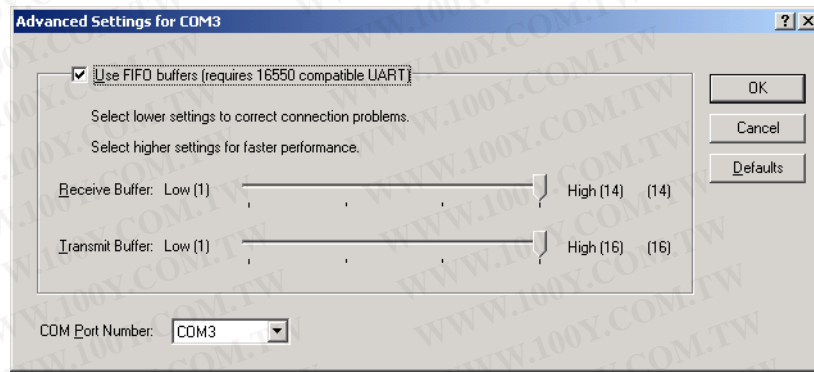 Advanced Settings for COM3
Use FIFO buffers (requires 16550 compatible UART)
OK
Select lower settings to correct connection problems.
Cancel
Select higher settings for faster performance.
Defaults
Receive Buffer: Low (1) High (14) (14)
Transmit Buffer: Low (1) High (16) (16)
COM Port Number: COM3
WWW.100Y.COM.TW